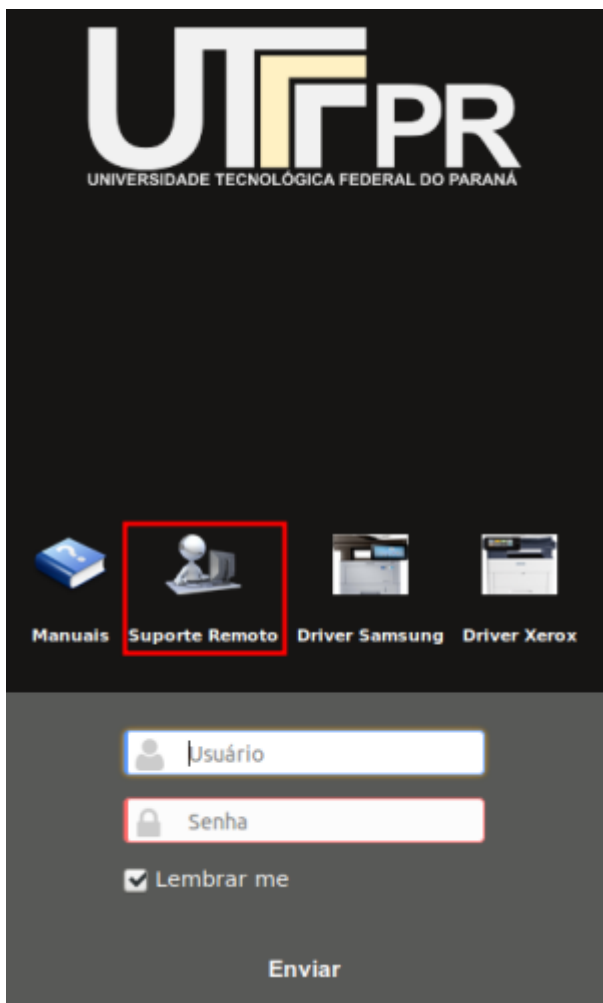 UTFPR
UNIVERSIDADE TECNOLÓGICA FEDERAL DO PARANÁ
Manuais Suporte Remoto Driver Samsung Driver Xerox
Usuário
Senha
Lembrar me
Enviar